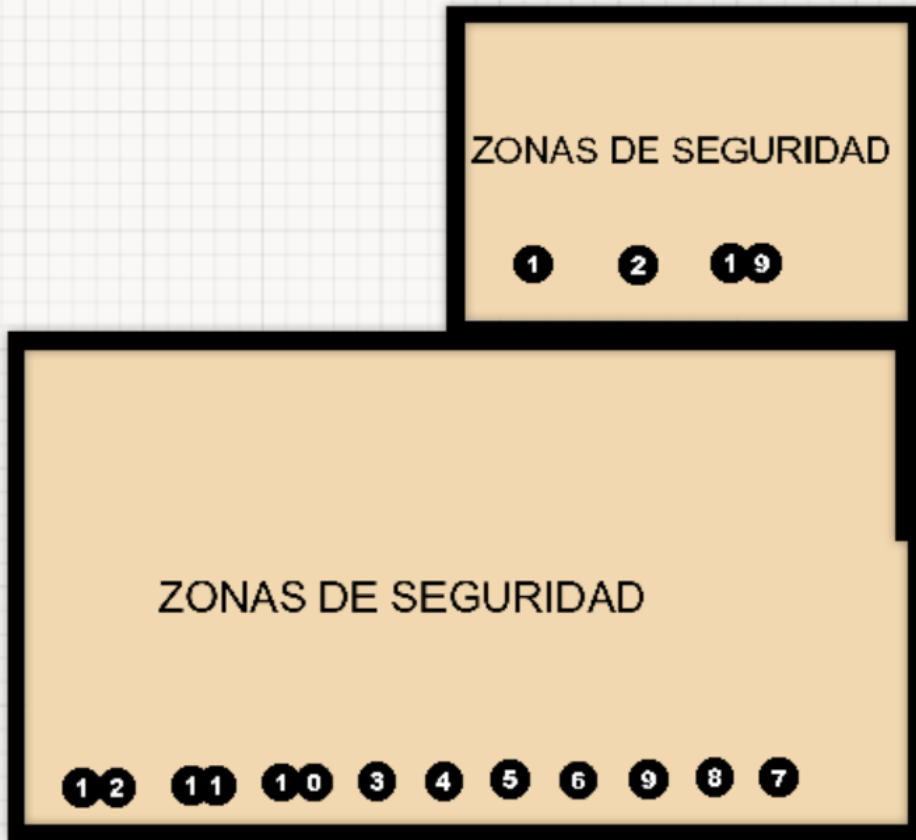 ZONAS DE SEGURIDAD
1 2 19
ZONAS DE SEGURIDAD
12 11 10 3 4 5 6 9 8 7